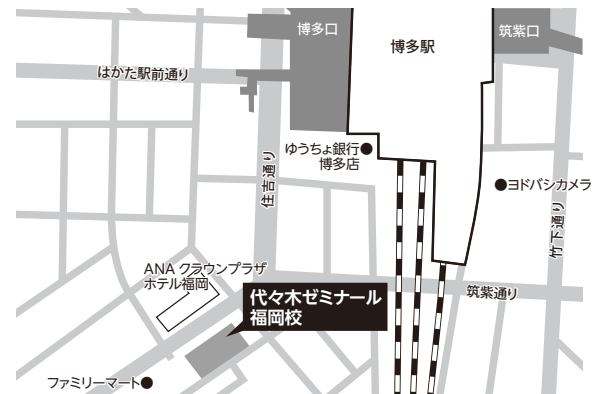 博多口
博多駅
筑紫口
はかた駅前通り
ゆうちょ銀行
博多店
住吉通り
ヨドバシカメラ
竹下通り
ANA クラウンプラザ
ホテル福岡
筑紫通り
代々木ゼミナール
福岡校
ファミリーマート